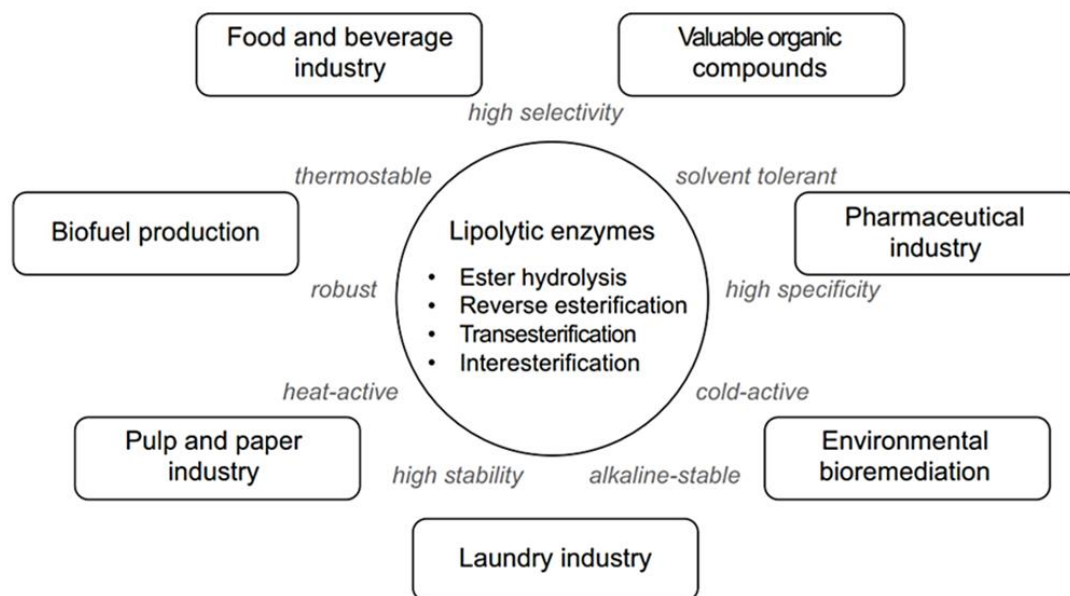 Food and beverage
industry
Valuable organic
compounds
high selectivity
thermostable
solvent tolerant
Biofuel production
Pharmaceutical
industry
Lipolytic enzymes
• Ester hydrolysis
• Reverse esterification
• Transesterification
• Interesterification
robust
high specificity
heat-active
cold-active
Pulp and paper
industry
Environmental
bioremediation
high stability
alkaline-stable
Laundry industry